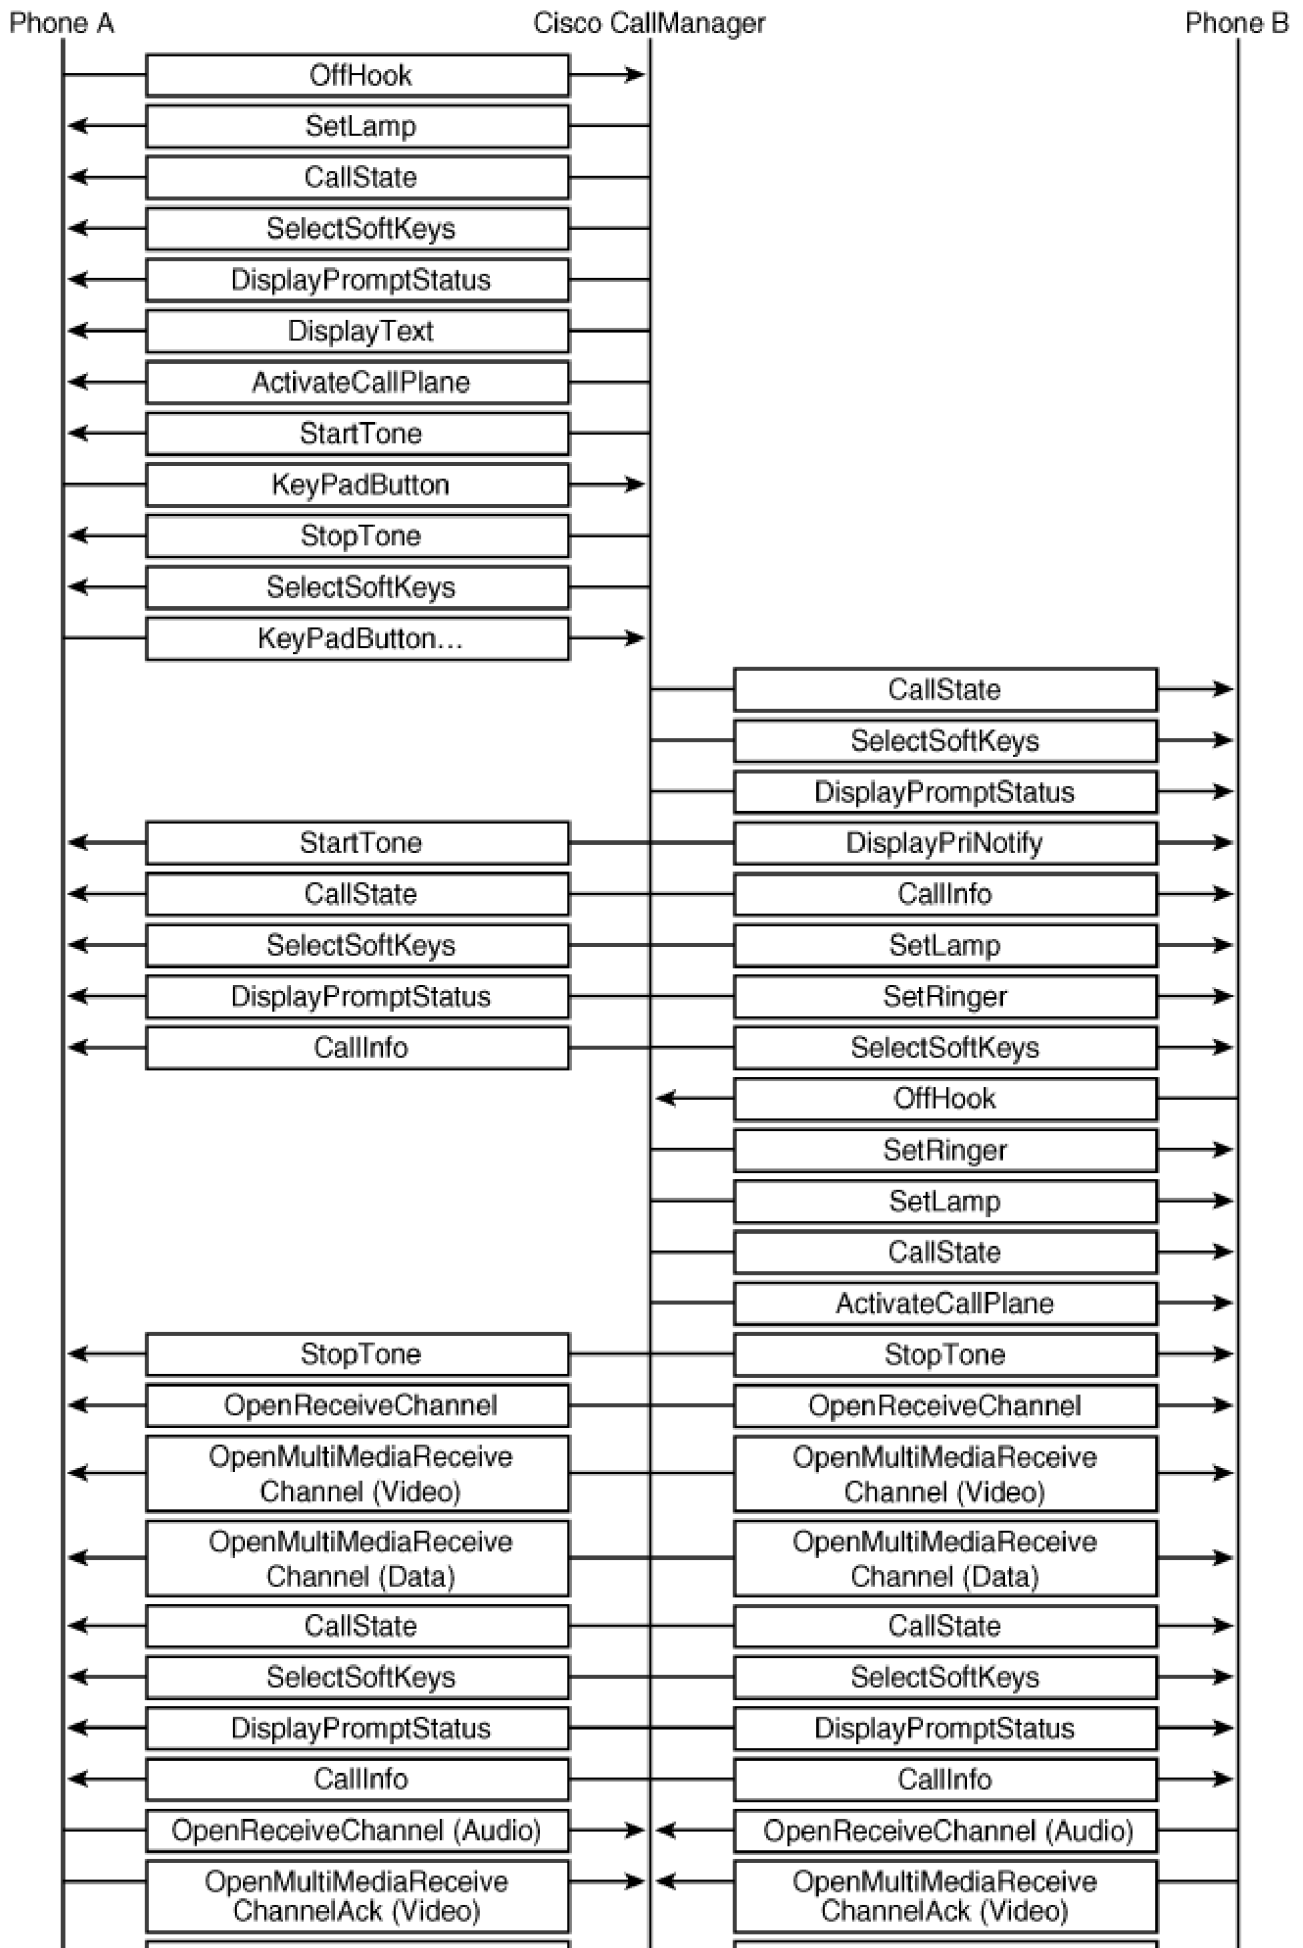 Phone A Cisco CallManager Phone B
OffHook
SetLamp
CallState
SelectSoftKeys
DisplayPromptStatus
DisplayText
ActivateCallPlane
StartTone
KeyPadButton
StopTone
SelectSoftKeys
KeyPadButton...
CallState
SelectSoftKeys
DisplayPromptStatus
StartTone DisplayPriNotify
CallState CallInfo
SelectSoftKeys SetLamp
DisplayPromptStatus SetRinger
CallInfo SelectSoftKeys
OffHook
SetRinger
SetLamp
CallState
ActivateCallPlane
StopTone StopTone
OpenReceiveChannel OpenReceiveChannel
OpenMultiMediaReceive OpenMultiMediaReceive
Channel (Video) Channel (Video)
OpenMultiMediaReceive OpenMultiMediaReceive
Channel (Data) Channel (Data)
CallState CallState
SelectSoftKeys SelectSoftKeys
DisplayPromptStatus DisplayPromptStatus
CallInfo CallInfo
OpenReceiveChannel (Audio) OpenReceiveChannel (Audio)
OpenMultiMediaReceive OpenMultiMediaReceive
ChannelAck (Video) ChannelAck (Video)